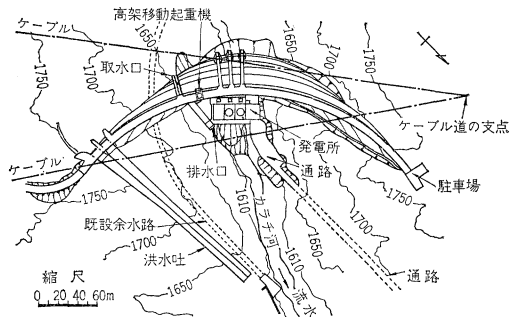 高架移動起重機
ケーブル
1650
1650
1700
1750
1750
1700
取水口
発電所
ケーブル道の支点
ケーブル
排水口
通路
駐車場
1750
1750
1610
カラチ河
既設余水路
1700
1700
1650
洪水吐
1610
通路
1650
流水
縮尺
0 20 40 60m